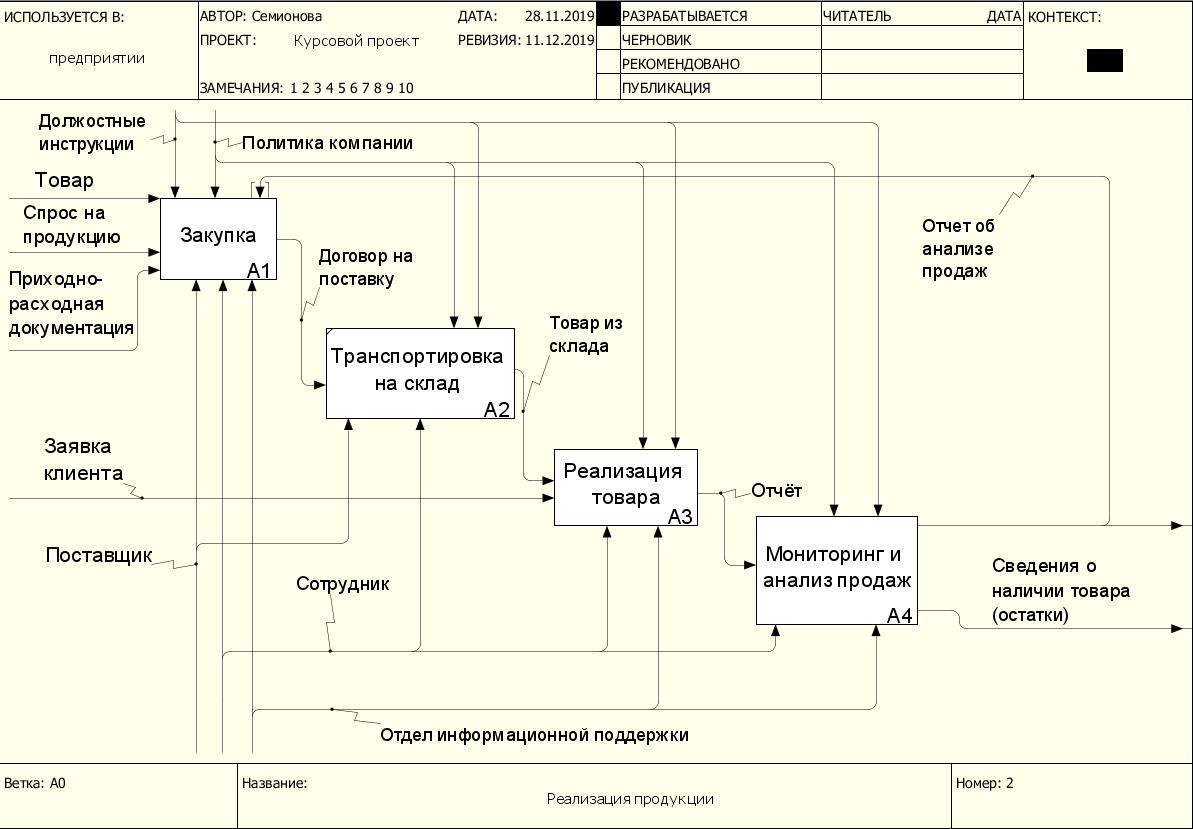 ИСПОЛЬЗУЕТСЯ В:
предприятии
АВТОР: Семионова
ДАТА: 28.11.2019
ПРОЕКТ: Курсовой проект
РЕВИЗИЯ: 11.12.2019
ЗАМЕЧАНИЯ: 1 2 3 4 5 6 7 8 9 10
РАЗРАБАТЫВАЕТСЯ
ЧЕРНОВИК
РЕКОМЕНДОВАНО
ПУБЛИКАЦИЯ
ЧИТАТЕЛЬ
ДАТА
КОНТЕКСТ:
Должостные
инструкции
Политика компании
Товар
Спрос на
продукцию
Приходно-
расходная
документация
Закупка
A1
Договор на
поставку
Отчет об
анализе
продаж
Транспортировка
на склад
A2
Товар из
склада
Заявка
клиента
Реализация
товара
A3
Отчёт
Поставщик
Мониторинг и
анализ продаж
A4
Сотрудник
Сведения о
наличии товара
(остатки)
Отдел информационной поддержки
Ветка: A0
Название:
Реализация продукции
Номер: 2